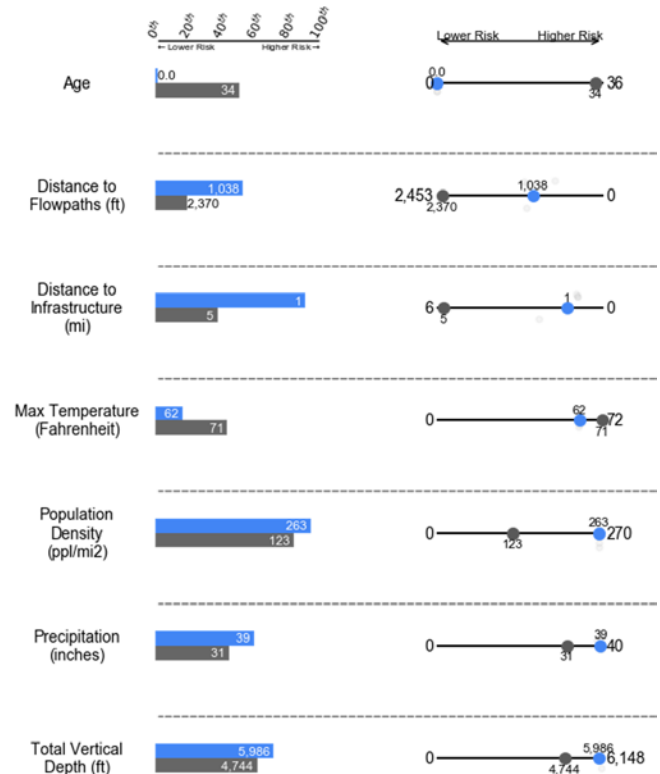 0th 20th 40th 60th 80th 100th
← Lower Risk Higher Risk →
Lower Risk Higher Risk
Age
0.0
34
0
0.0
34
36
Distance to
Flowpaths (ft)
1,038
2,370
2,453
2,370
1,038
0
Distance to
Infrastructure
(mi)
1
5
6
5
1
0
Max Temperature
(Fahrenheit)
62
71
0
62
71
72
Population
Density
(ppl/mi2)
263
123
0
123
263
270
Precipitation
(inches)
39
31
0
31
39
40
Total Vertical
Depth (ft)
5,986
4,744
0
4,744
5,986
6,148